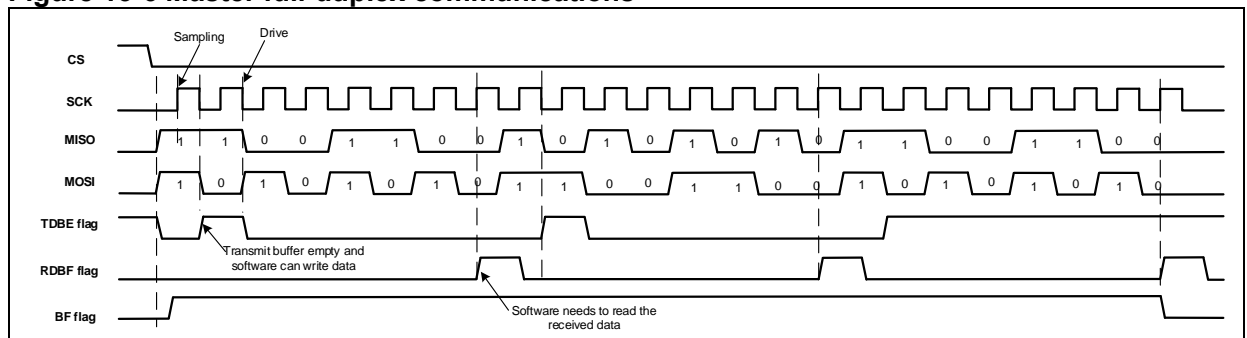 Figure Master full-duplex communications
Sampling Drive
CS
SCK
MISO 1 1 0 0 1 1 0 0 1 0 1 0 1 0 1 0 1 1 0 0 1 1 0 0
MOSI 1 0 1 0 1 0 1 0 1 1 0 0 1 1 0 0 1 0 1 0 1 0 1 0
TDBE flag
Transmit buffer empty and
software can write data
RDBF flag
Software needs to read the
received data
BF flag